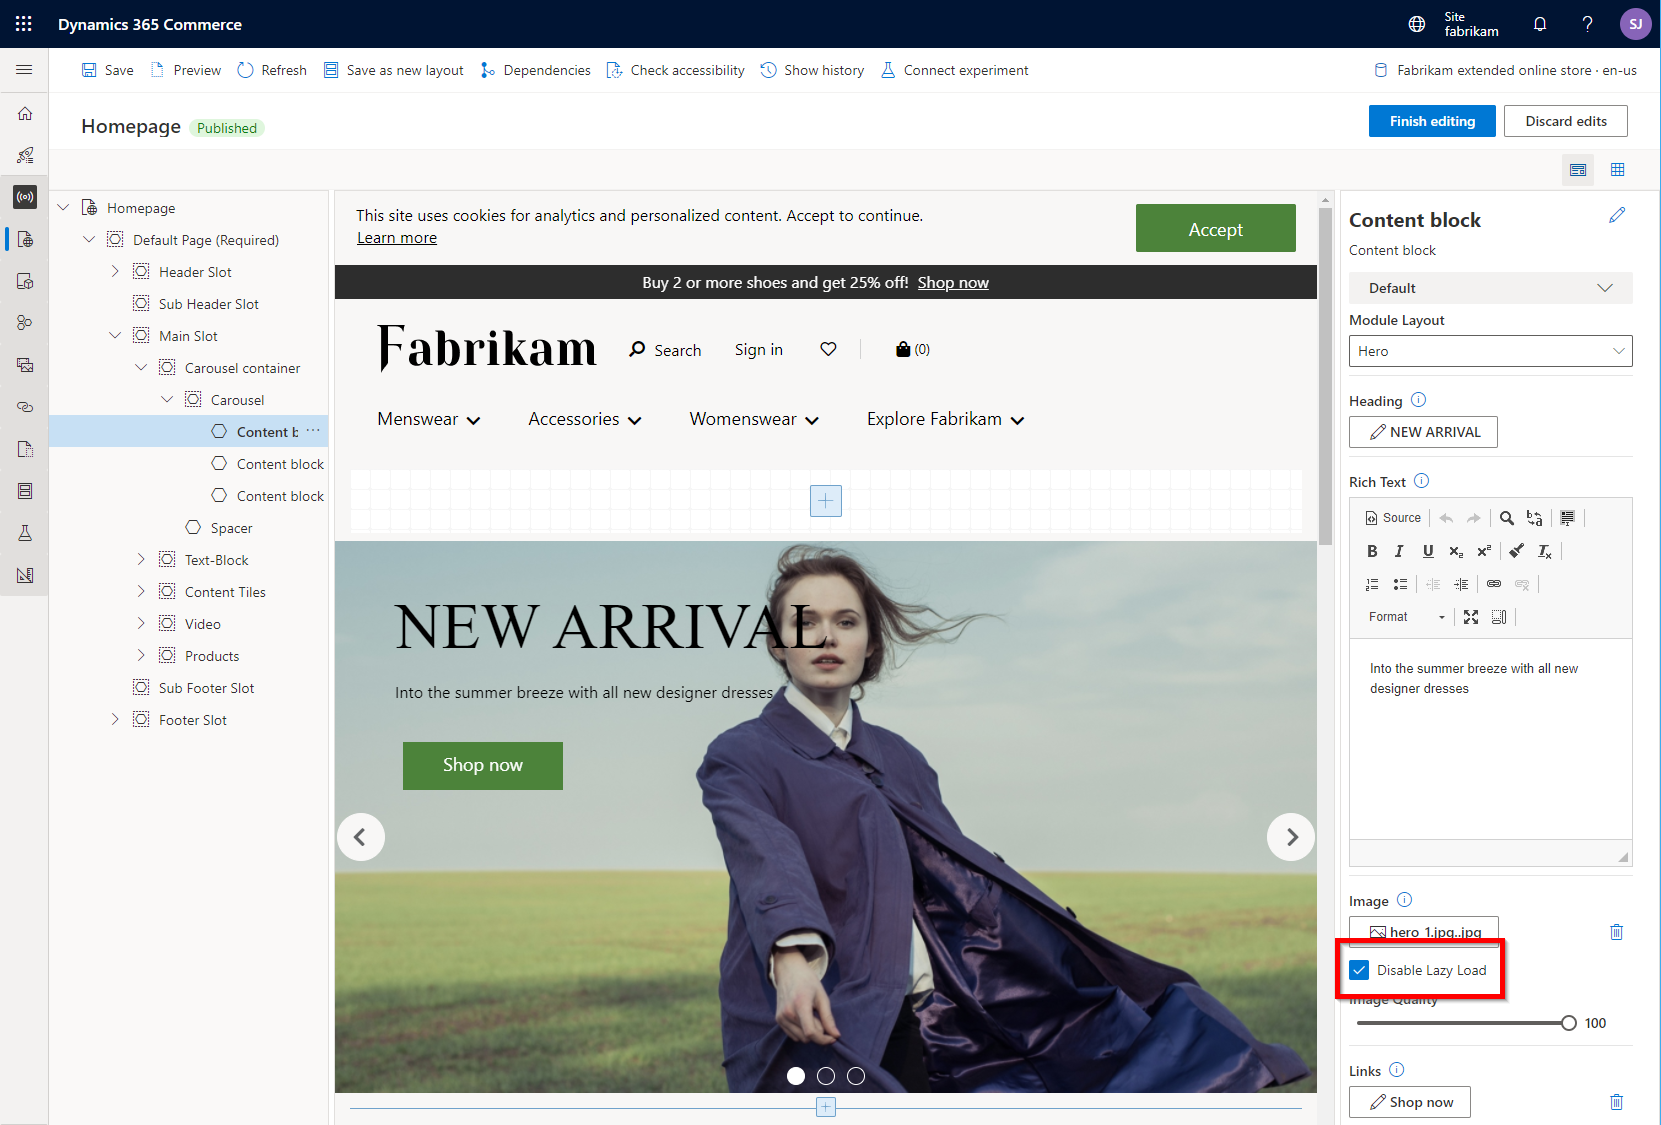 Dynamics 365 Commerce
Site
fabrikam
?
SJ
Save
Preview
Refresh
Save as new layout
Dependencies
Check accessibility
Show history
Connect experiment
Fabrikam extended online store · en-us
Homepage
Published
Finish editing
Discard edits
Homepage
Default Page (Required)
Header Slot
Sub Header Slot
Main Slot
Carousel container
Carousel
Content b ...
Content block
Content block
Spacer
Text-Block
Content Tiles
Video
Products
Sub Footer Slot
Footer Slot
This site uses cookies for analytics and personalized content. Accept to continue.
Learn more
Accept
Buy 2 or more shoes and get 25% off! Shop now
Fabrikam
Search
Sign in
(0)
Menswear
Accessories
Womenswear
Explore Fabrikam
NEW ARRIVAL
Into the summer breeze with all new designer dresses
Shop now
Content block
Content block
Default
Module Layout
Hero
Heading
NEW ARRIVAL
Rich Text
Source
B I U x₂ x²
Format
Into the summer breeze with all new
designer dresses
Image
hero_1.jpg..jpg
Disable Lazy Load
Image Quality
100
Links
Shop now